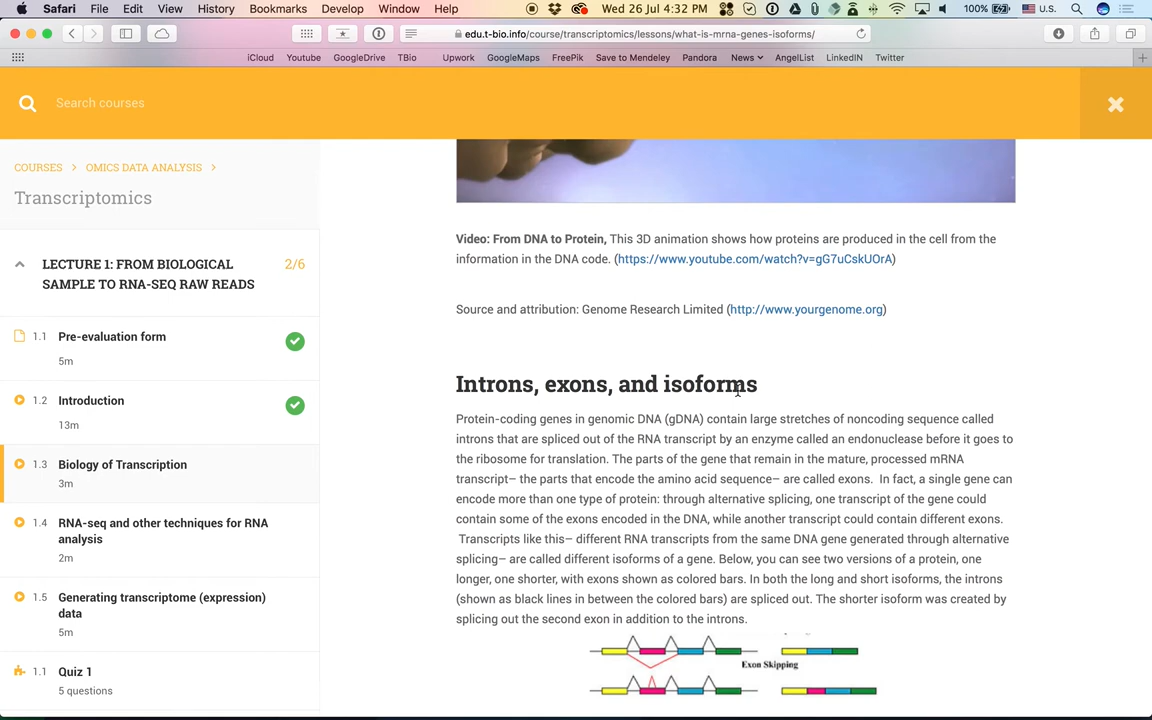 Safari File Edit View History Bookmarks Develop Window Help Wed 26 Jul 4:32 PM 100% U.S.
edu.t-bio.info/course/transcriptomics/lessons/what-is-mrna-genes-isoforms/
iCloud Youtube GoogleDrive TBio Upwork GoogleMaps FreePik Save to Mendeley Pandora News AngelList LinkedIN Twitter
Search courses
COURSES > OMICS DATA ANALYSIS >
Transcriptomics
LECTURE 1: FROM BIOLOGICAL 2/6
SAMPLE TO RNA-SEQ RAW READS
1.1 Pre-evaluation form
5m
1.2 Introduction
13m
1.3 Biology of Transcription
3m
1.4 RNA-seq and other techniques for RNA
analysis
2m
1.5 Generating transcriptome (expression)
data
5m
1.1 Quiz 1
5 questions
Video: From DNA to Protein, This 3D animation shows how proteins are produced in the cell from the
information in the DNA code. (https://www.youtube.com/watch?v=gG7uCskUOrA)
Source and attribution: Genome Research Limited (http://www.yourgenome.org)
Introns, exons, and isoforms
Protein-coding genes in genomic DNA (gDNA) contain large stretches of noncoding sequence called
introns that are spliced out of the RNA transcript by an enzyme called an endonuclease before it goes to
the ribosome for translation. The parts of the gene that remain in the mature, processed mRNA
transcript– the parts that encode the amino acid sequence– are called exons.  In fact, a single gene can
encode more than one type of protein: through alternative splicing, one transcript of the gene could
contain some of the exons encoded in the DNA, while another transcript could contain different exons.
Transcripts like this– different RNA transcripts from the same DNA gene generated through alternative
splicing– are called different isoforms of a gene. Below, you can see two versions of a protein, one
longer, one shorter, with exons shown as colored bars. In both the long and short isoforms, the introns
(shown as black lines in between the colored bars) are spliced out. The shorter isoform was created by
splicing out the second exon in addition to the introns.
Exon Skipping